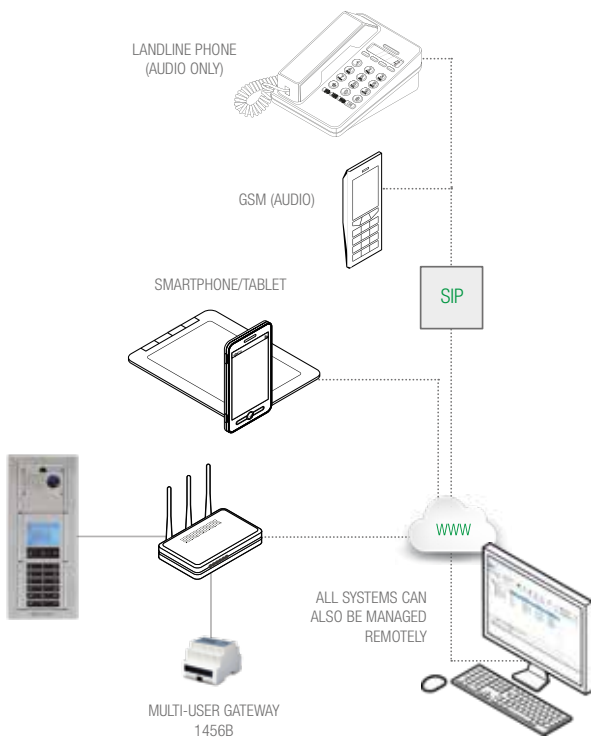 LANDLINE PHONE
(AUDIO ONLY)
GSM (AUDIO)
SIP
SMARTPHONE/TABLET
WWW
ALL SYSTEMS CAN
ALSO BE MANAGED
REMOTELY
MULTI-USER GATEWAY
1456B